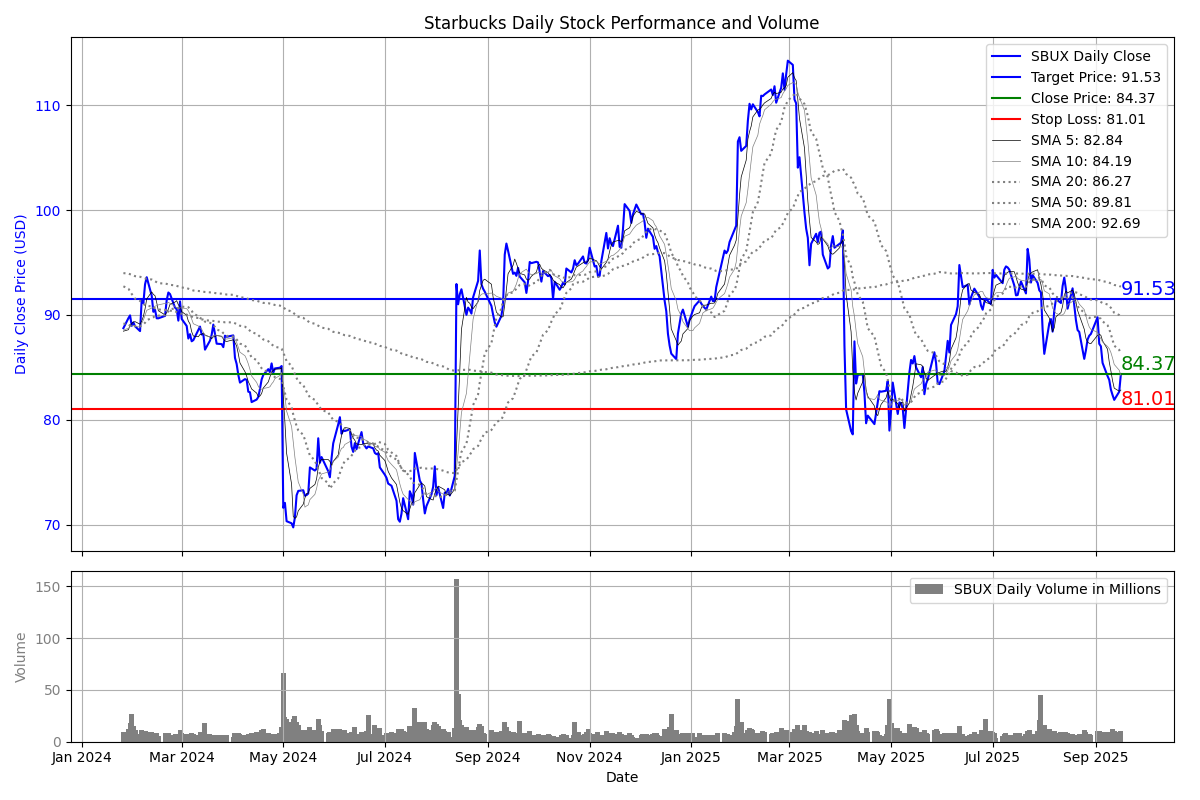 Starbucks Daily Stock Performance and Volume
Daily Close Price (USD)
110
100
90
80
70
SBUX Daily Close
Target Price: 91.53
Close Price: 84.37
Stop Loss: 81.01
SMA 5: 82.84
SMA 10: 84.19
SMA 20: 86.27
SMA 50: 89.81
SMA 200: 92.69
91.53
84.37
81.01
Volume
150
100
50
0
SBUX Daily Volume in Millions
Jan 2024
Mar 2024
May 2024
Jul 2024
Sep 2024
Nov 2024
Jan 2025
Mar 2025
May 2025
Jul 2025
Sep 2025
Date